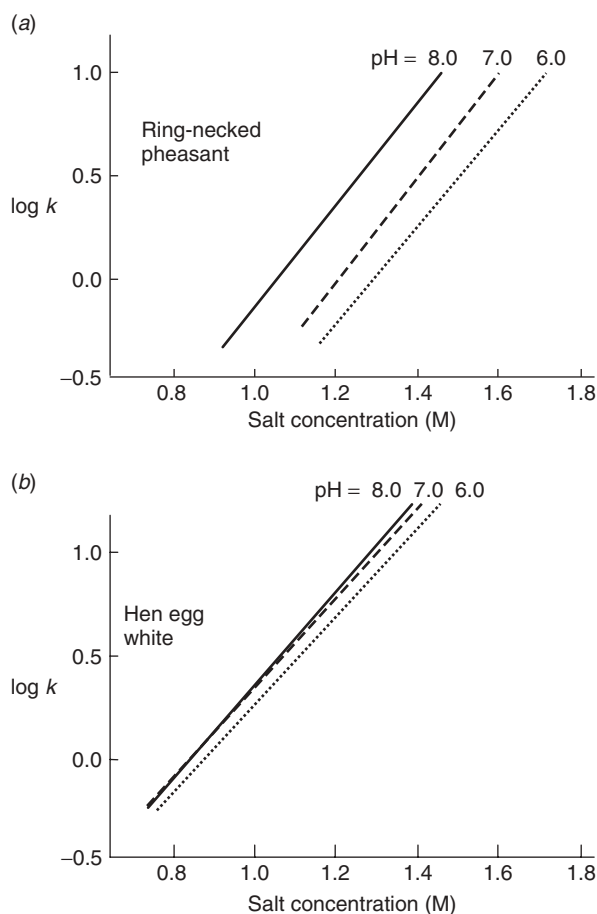 (a)
pH = 8.0 7.0 6.0
1.0
Ring-necked
pheasant
0.5
log k
0.0
−0.5
0.8 1.0 1.2 1.4 1.6 1.8
Salt concentration (M)
(b)
pH = 8.0 7.0 6.0
1.0
Hen egg
white
0.5
log k
0.0
−0.5
0.8 1.0 1.2 1.4 1.6 1.8
Salt concentration (M)